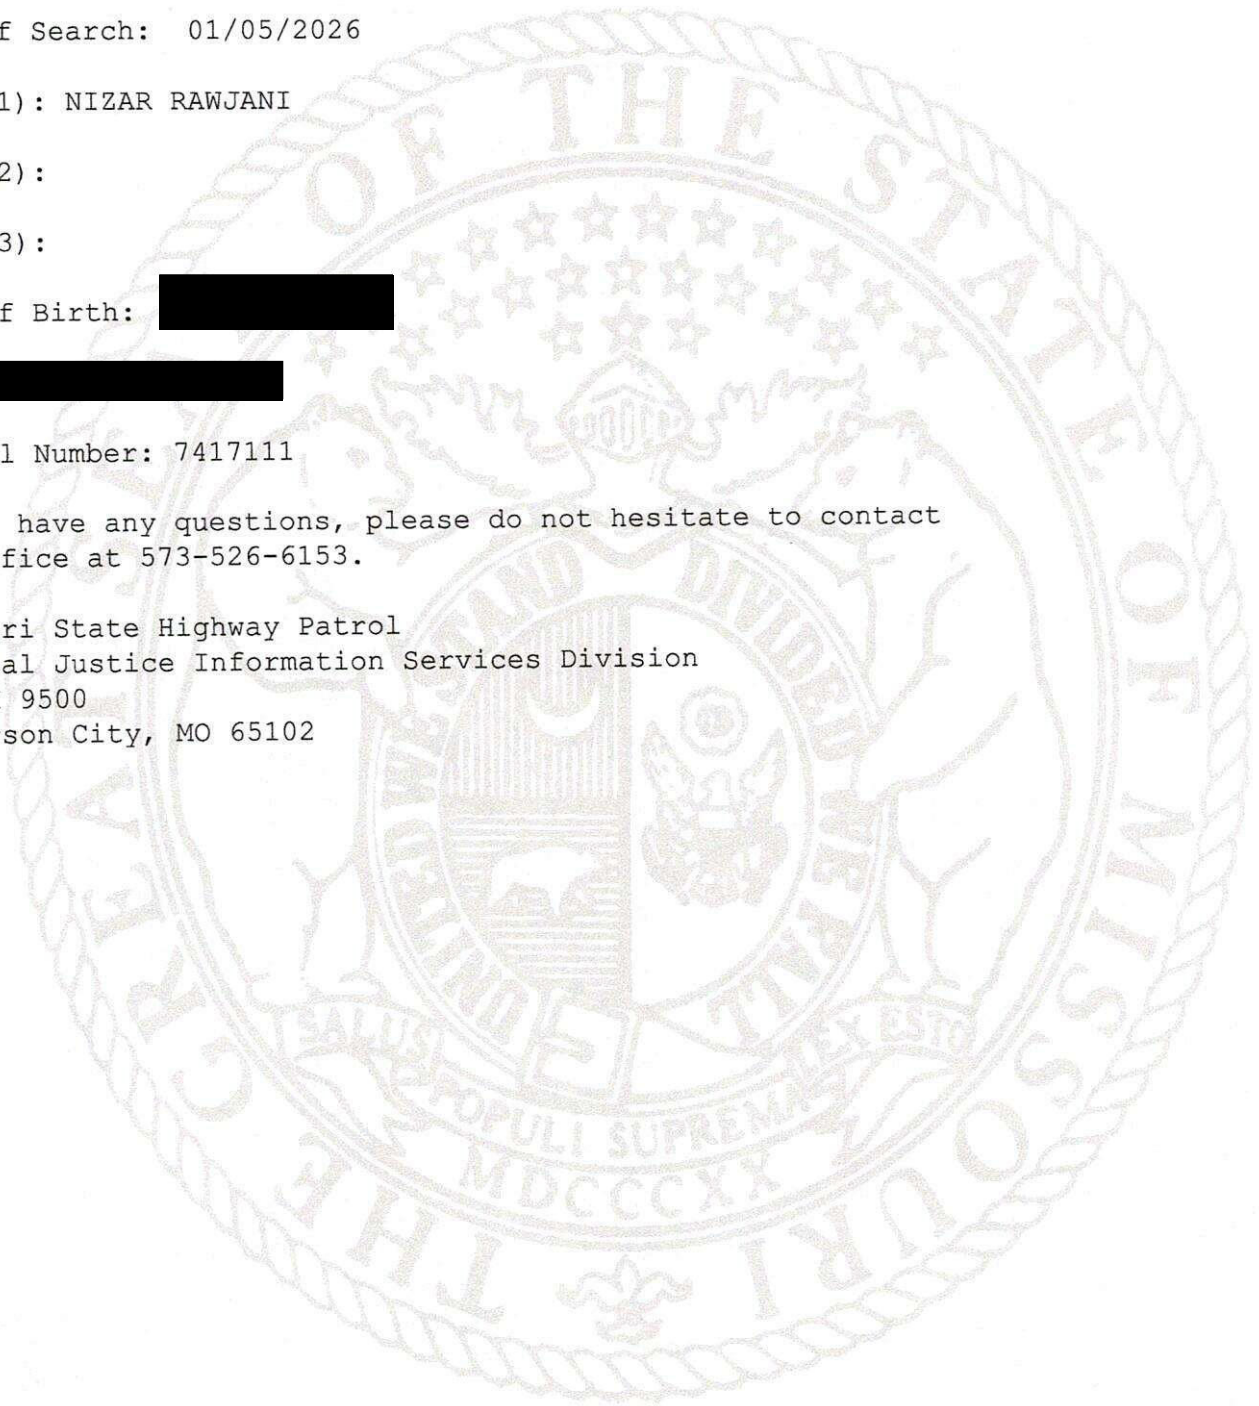 f Search: 01/05/2026
1): NIZAR RAWJANI
2):
3):
f Birth:
l Number: 7417111
have any questions, please do not hesitate to contact
fice at 573-526-6153.
ri State Highway Patrol
al Justice Information Services Division
9500
son City, MO 65102
THE GREAT SEAL OF THE STATE OF MISSOURI
UNITED WE STAND DIVIDED WE FALL
SALUS POPULI SUPREMA LEX ESTO
MDCCCXX